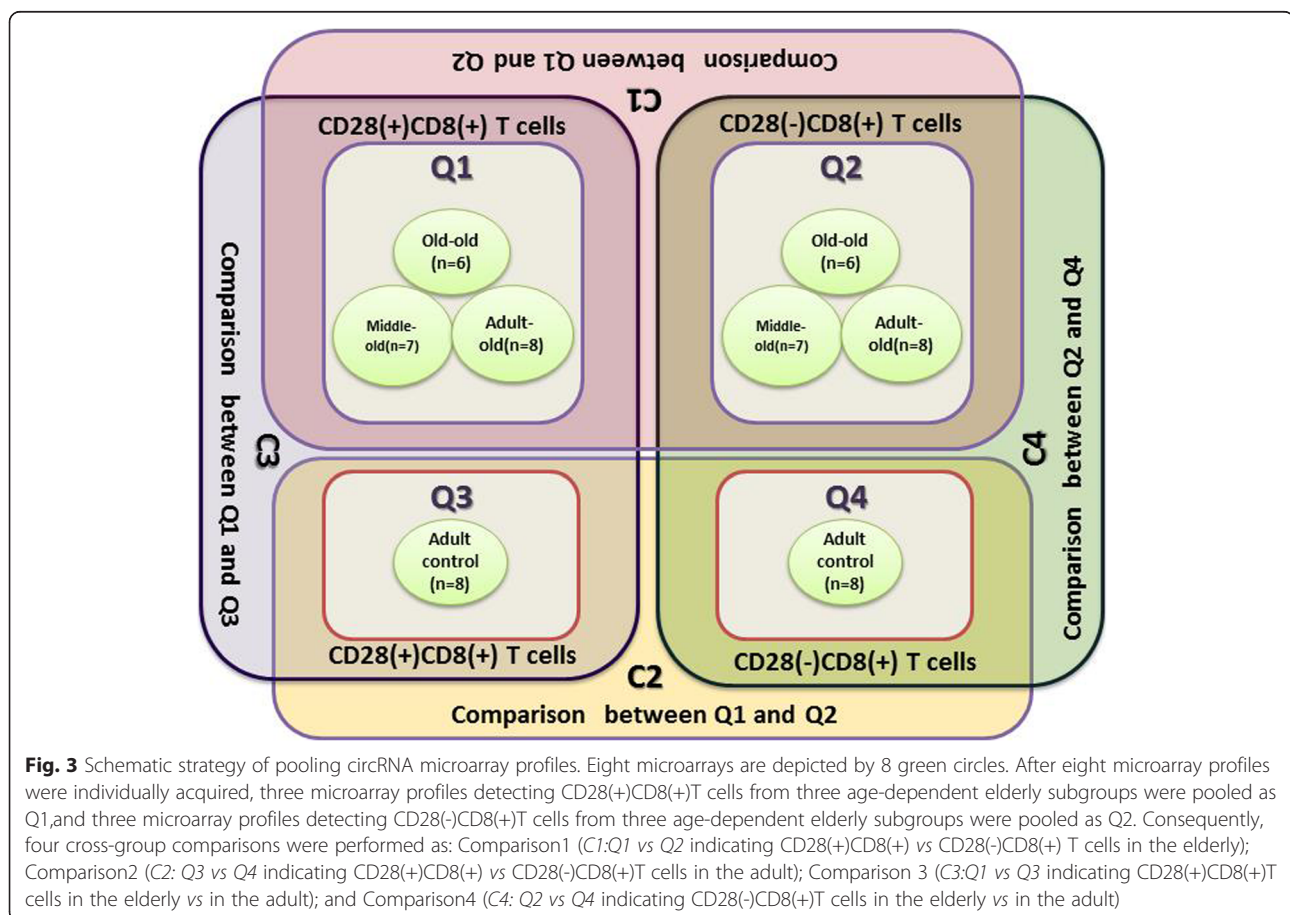 Comparison between Q1 and Q2
C1
CD28(+)CD8(+) T cells
CD28(-)CD8(+) T cells
Q1
Old-old
(n=6)
Middle-
old(n=7)
Adult-
old(n=8)
Q2
Old-old
(n=6)
Middle-
old(n=7)
Adult-
old(n=8)
Comparison between Q1 and Q3
C3
C4
Comparison between Q2 and Q4
Q3
Adult
control
(n=8)
Q4
Adult
control
(n=8)
CD28(+)CD8(+) T cells
CD28(-)CD8(+) T cells
C2
Comparison between Q1 and Q2
Fig. 3 Schematic strategy of pooling circRNA microarray profiles. Eight microarrays are depicted by 8 green circles. After eight microarray profiles
were individually acquired, three microarray profiles detecting CD28(+)CD8(+)T cells from three age-dependent elderly subgroups were pooled as
Q1,and three microarray profiles detecting CD28(-)CD8(+)T cells from three age-dependent elderly subgroups were pooled as Q2. Consequently,
four cross-group comparisons were performed as: Comparison1 (C1:Q1 vs Q2 indicating CD28(+)CD8(+) vs CD28(-)CD8(+) T cells in the elderly);
Comparison2 (C2: Q3 vs Q4 indicating CD28(+)CD8(+) vs CD28(-)CD8(+)T cells in the adult); Comparison 3 (C3:Q1 vs Q3 indicating CD28(+)CD8(+)T
cells in the elderly vs in the adult); and Comparison4 (C4: Q2 vs Q4 indicating CD28(-)CD8(+)T cells in the elderly vs in the adult)